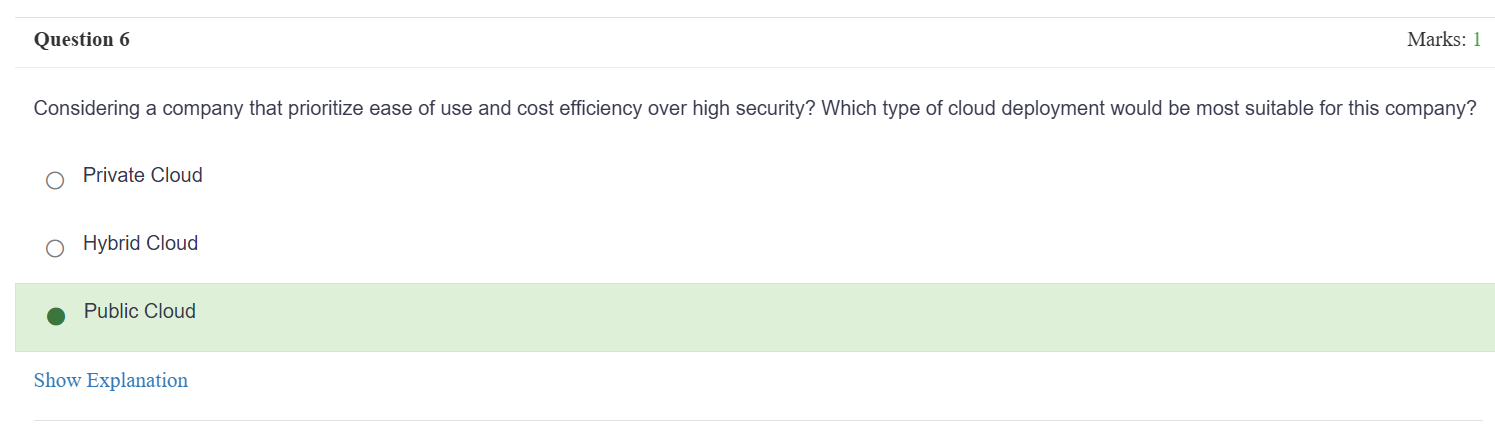 Question 6
Marks: 1
Considering a company that prioritize ease of use and cost efficiency over high security? Which type of cloud deployment would be most suitable for this company?
Private Cloud
Hybrid Cloud
Public Cloud
Show Explanation